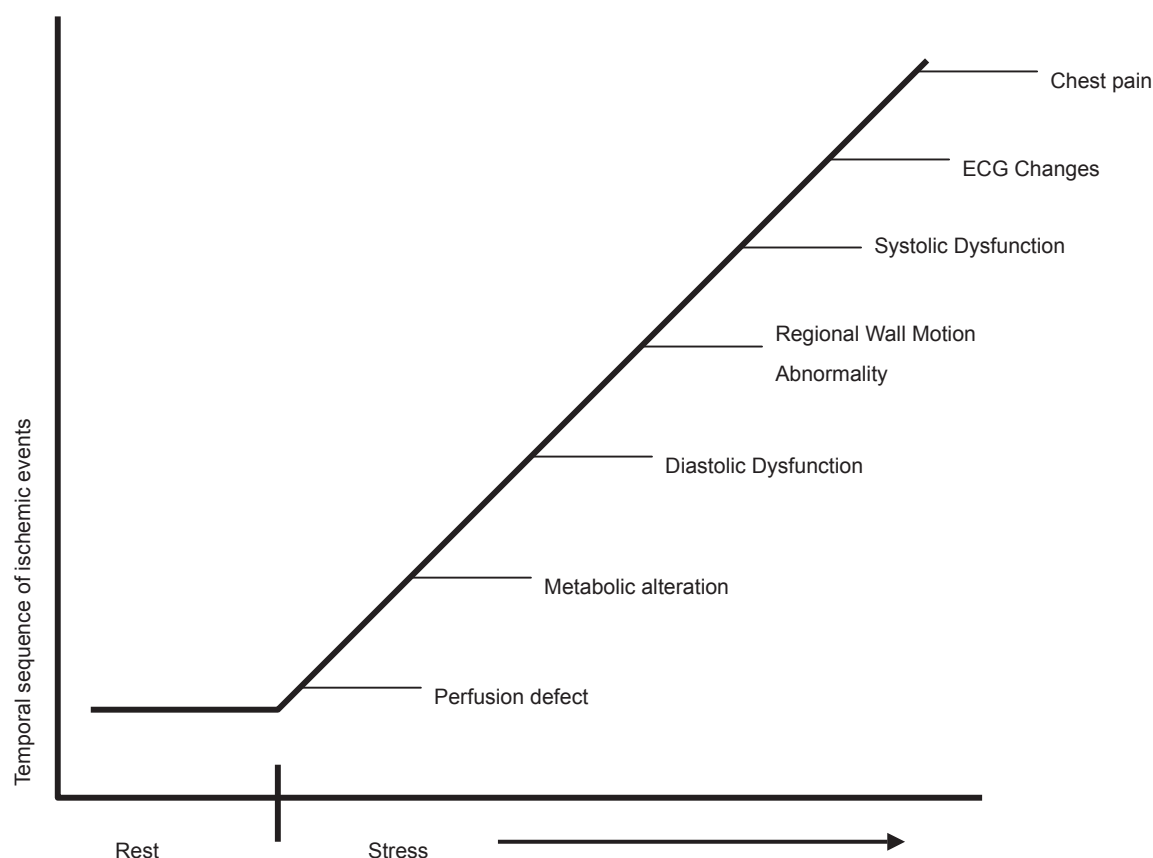 Chest pain
ECG Changes
Systolic Dysfunction
Regional Wall Motion
Abnormality
Diastolic Dysfunction
Metabolic alteration
Perfusion defect
Temporal sequence of ischemic events
Rest
Stress